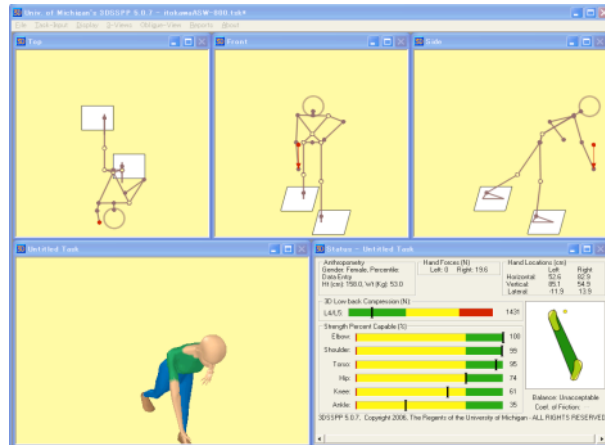 Univ. of Michigan's 3DSSPP 5.0.7 - itokawaAGW-000.tsk*
File Task-Input Display 2-Views Oblique-View Reports About
Top
Front
Side
Untitled Task
Status - Untitled Task
Anthropometry
Gender: Female, Percentile:
Data Entry
Ht (cm) 158.0, Wt (Kg): 53.0
Hand Forces (N)
Left: 0 Right: 19.6
Hand Locations (cm)
Left Right
Horizontal: 52.6 82.9
Vertical: 85.1 54.9
Lateral: -11.9 13.9
3D Low-back Compression (N)
L4/L5: 1431
Strength Percent Capable (%)
Elbow: 100
Shoulder: 99
Torso: 95
Hip: 74
Knee: 61
Ankle: 35
Balance: Unacceptable
Coef. of Friction:
3DSSPP 5.0.7, Copyright 2006, The Regents of the University of Michigan - ALL RIGHTS RESERVED